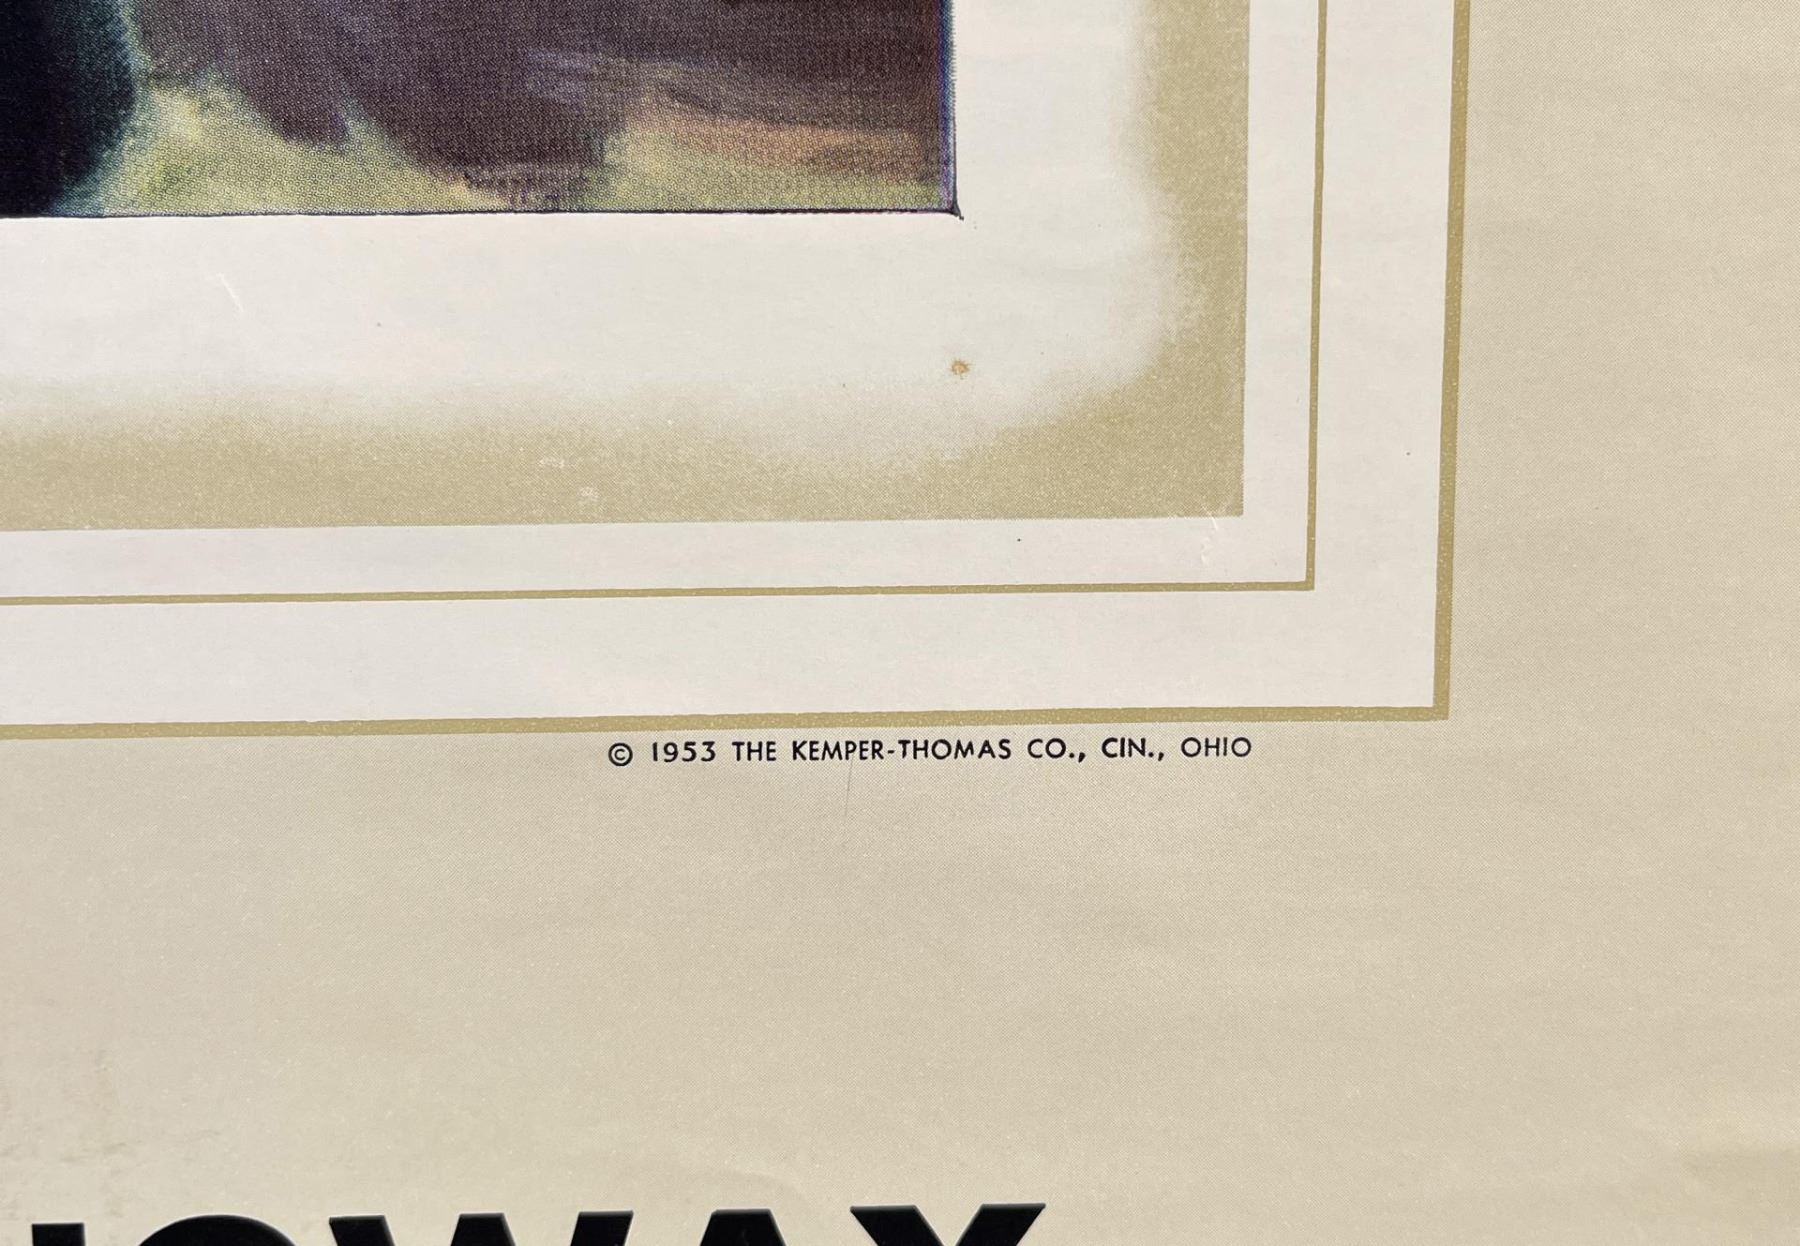 © 1953 THE KEMPER-THOMAS CO., CIN., OHIO